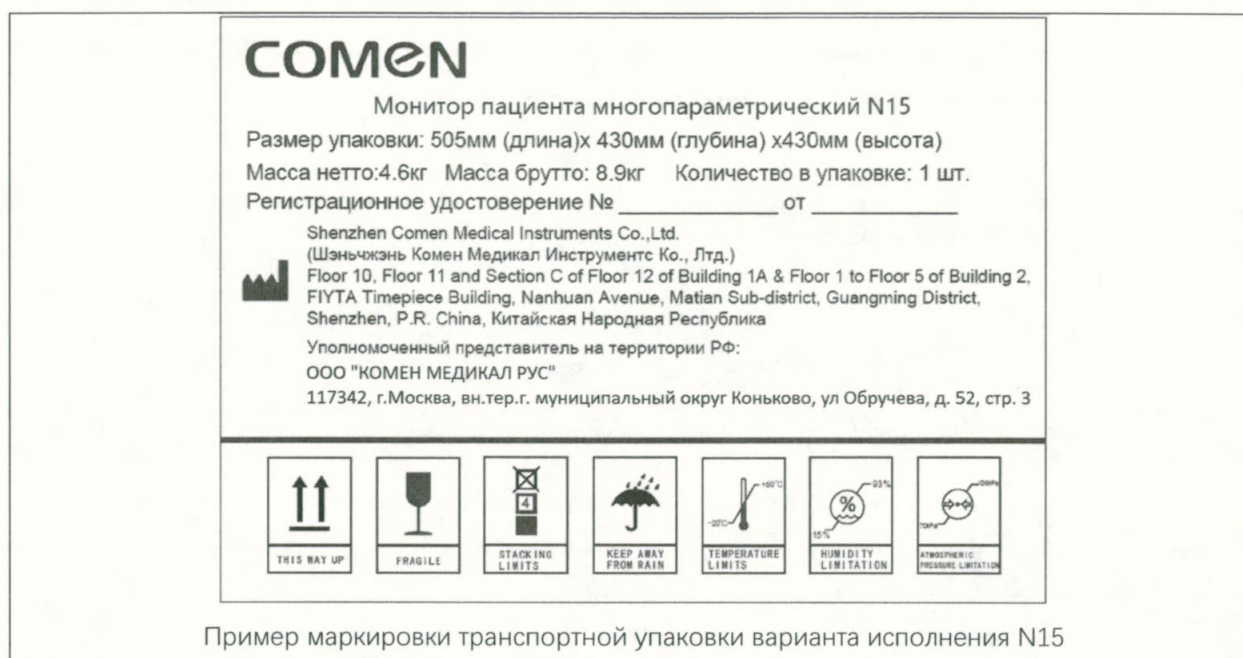 COMEN
Монитор пациента многопараметрический N15
Размер упаковки: 505мм (длина)х 430мм (глубина) х430мм (высота)
Масса нетто:4.6кг Масса брутто: 8.9кг Количество в упаковке: 1 шт.
Регистрационное удостоверение № ____________ от ____________
Shenzhen Comen Medical Instruments Co.,Ltd.
(Шэньчжэнь Комен Медикал Инструментс Ко., Лтд.)
Floor 10, Floor 11 and Section C of Floor 12 of Building 1A & Floor 1 to Floor 5 of Building 2,
FIYTA Timepiece Building, Nanhuan Avenue, Matian Sub-district, Guangming District,
Shenzhen, P.R. China, Китайская Народная Республика
Уполномоченный представитель на территории РФ:
ООО "КОМЕН МЕДИКАЛ РУС"
117342, г.Москва, вн.тер.г. муниципальный округ Коньково, ул Обручева, д. 52, стр. 3
THIS WAY UP
FRAGILE
4
STACKING
LIMITS
KEEP AWAY
FROM RAIN
+60°C
-20°C
TEMPERATURE
LIMITS
93%
%
15%
HUMIDITY
LIMITATION
106kPa
70kPa
ATMOSPHERIC
PRESSURE LIMITATION
Пример маркировки транспортной упаковки варианта исполнения N15